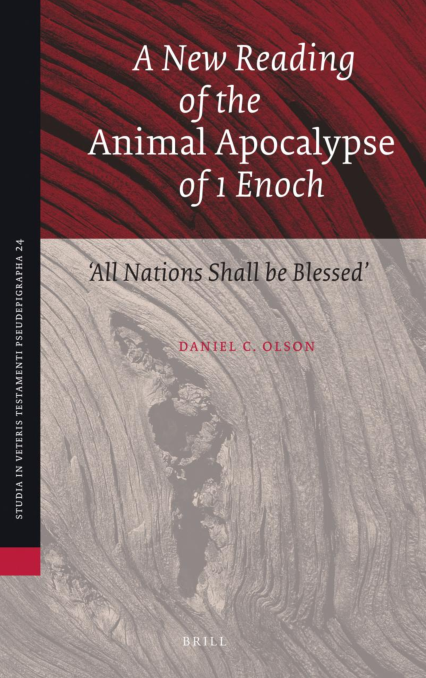 A New Reading
of the
Animal Apocalypse
of 1 Enoch
‘All Nations Shall be Blessed’
DANIEL C. OLSON
STUDIA IN VETERIS TESTAMENTI PSEUDEPIGRAPHA 24
BRILL